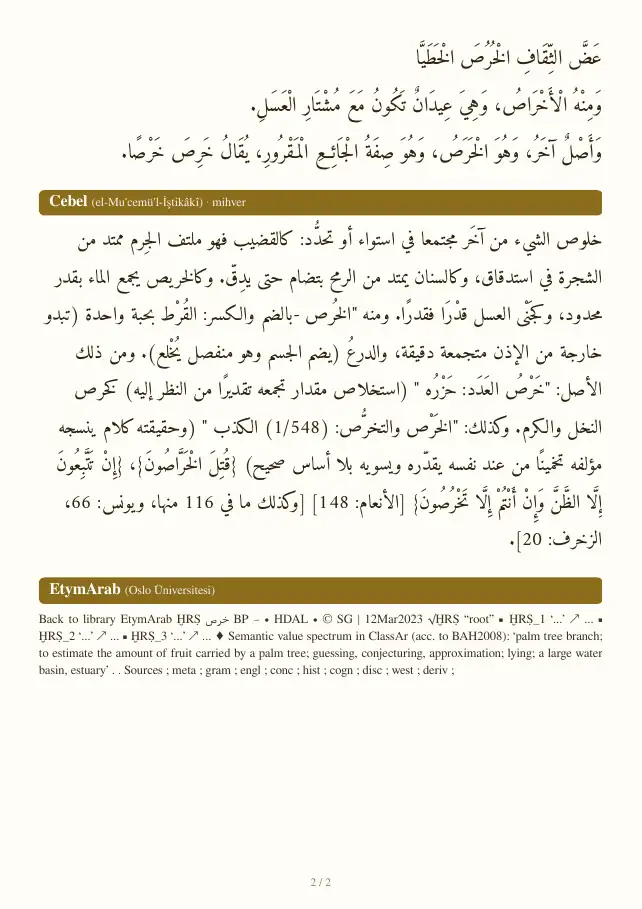 عَضَّ الثِّقَافِ الْخُرُصَ الْخَطَيَّا
وَمِنْهُ الْأَخْرَاصُ، وَهِيَ عِيدَانٌ تَكُونُ مَعَ مُشْتَارِ الْعَسَلِ.
وَأَصْلٌ آخَرُ، وَهُوَ الْخَرَصُ، وَهُوَ صِفَةُ الْجَائِعِ الْمَقْرُورِ، يُقَالُ خَرِصَ خَرْصًا.
Cebel (el-Mu'cemü'l-İştikâkî) · mihver
خلوص الشيء من آخَر مجتمعا في استواء أو تحدُّد: كالقضيب فهو ملتف الجِرم ممتد من
الشجرة في استدقاق، وكالسنان يمتد من الرمح بتضام حتى يدِقّ. وكالخريص يجمع الماء بقدر
محدود، وكجَنْى العسل قدْرَا فقدرًا. ومنه "الخُرص -بالضم والكسر: القُرْط بحبة واحدة (تبدو
خارجة من الإذن متجمعة دقيقة، والدرعُ (يضم الجسم وهو منفصل يُخْلع). ومن ذلك
الأصل: "خَرْصُ العَدَد: حَزْرُه " (استخلاص مقدار تجمعه تقديرًا من النظر إليه) كخرص
النخل والكرم. وكذلك: "الخَرْص والتخرُّص: (1/548) الكذب " (وحقيقته كلام ينسجه
مؤلفه تخمينًا من عند نفسه يقدّره ويسويه بلا أساس صحيح) {قُتِلَ الْخَرَّاصُونَ}، {إِنْ تَتَّبِعُونَ
إِلَّا الظَّنَّ وَإِنْ أَنْتُمْ إِلَّا تَخْرُصُونَ} [الأنعام: 148] [وكذلك ما في 116 منها، ويونس: 66،
الزخرف: 20].
EtymArab (Oslo Üniversitesi)
Back to library EtymArab ḪRṢ خرص BP – • HDAL • © SG | 12Mar2023 √ḪRṢ “root” ▪ ḪRṢ_1 ‘...’ ↗ ... ▪
ḪRṢ_2 ‘...’ ↗ ... ▪ ḪRṢ_3 ‘...’ ↗ ... ♦ Semantic value spectrum in ClassAr (acc. to BAH2008): ‘palm tree branch;
to estimate the amount of fruit carried by a palm tree; guessing, conjecturing, approximation; lying; a large water
basin, estuary’ . . Sources ; meta ; gram ; engl ; conc ; hist ; cogn ; disc ; west ; deriv ;
2 / 2